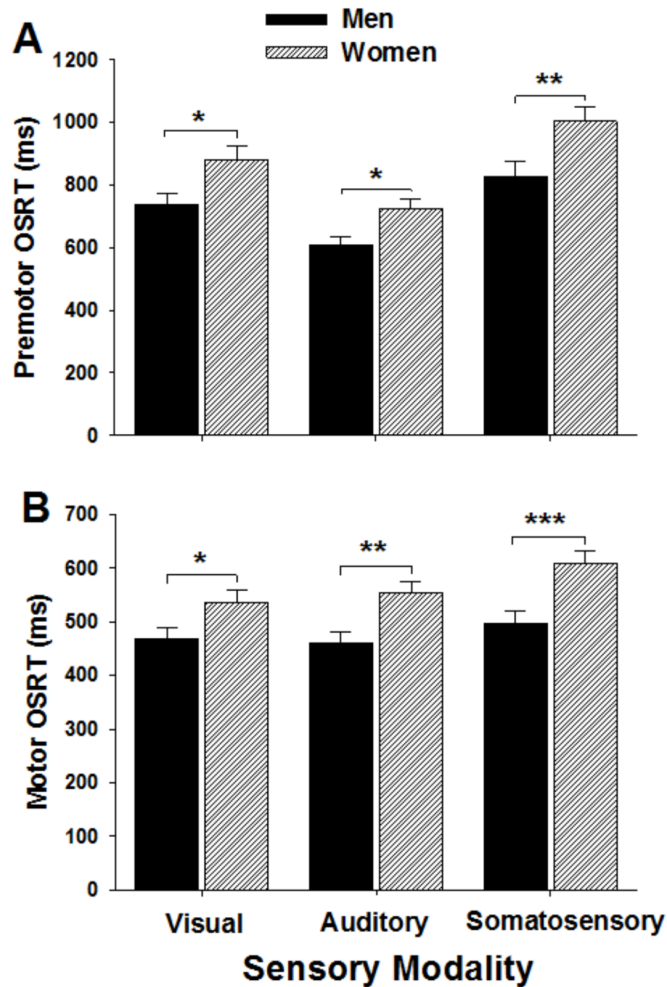 Men
Women
A
1200
1000
800
600
400
200
0
Premotor OSRT (ms)
*
*
**
B
700
600
500
400
300
200
100
0
Motor OSRT (ms)
*
**
***
Visual Auditory Somatosensory
Sensory Modality